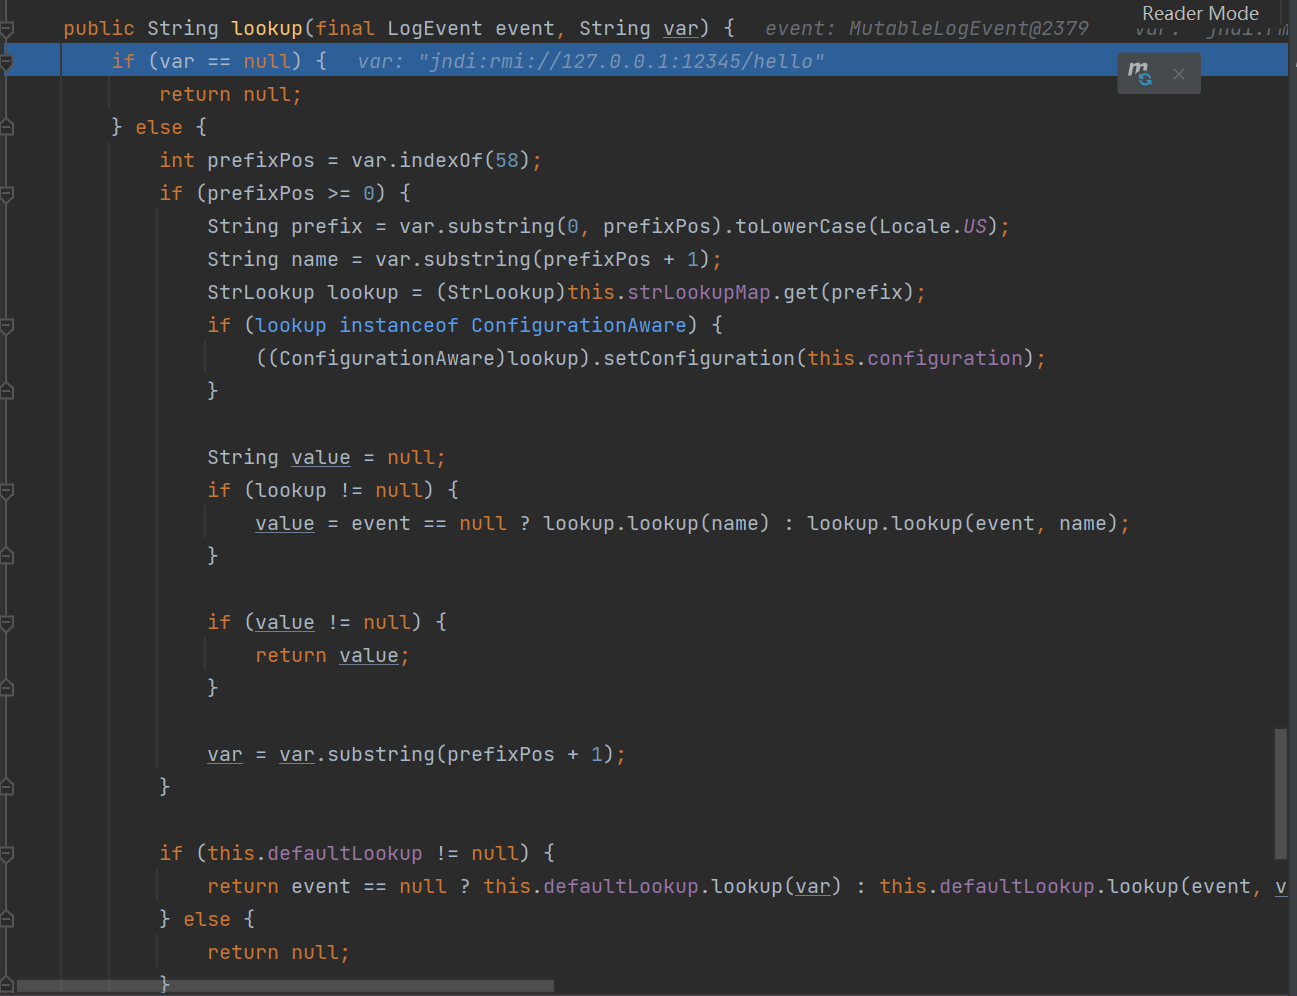 Reader Mode
public String lookup(final LogEvent event, String var) { event: MutableLogEvent@2379 var: "jndi:rm
if (var == null) { var: "jndi:rmi://127.0.0.1:12345/hello"
return null;
} else {
int prefixPos = var.indexOf(58);
if (prefixPos >= 0) {
String prefix = var.substring(0, prefixPos).toLowerCase(Locale.US);
String name = var.substring(prefixPos + 1);
StrLookup lookup = (StrLookup)this.strLookupMap.get(prefix);
if (lookup instanceof ConfigurationAware) {
((ConfigurationAware)lookup).setConfiguration(this.configuration);
}
String value = null;
if (lookup != null) {
value = event == null ? lookup.lookup(name) : lookup.lookup(event, name);
}
if (value != null) {
return value;
}
var = var.substring(prefixPos + 1);
}
if (this.defaultLookup != null) {
return event == null ? this.defaultLookup.lookup(var) : this.defaultLookup.lookup(event, v
} else {
return null;
}